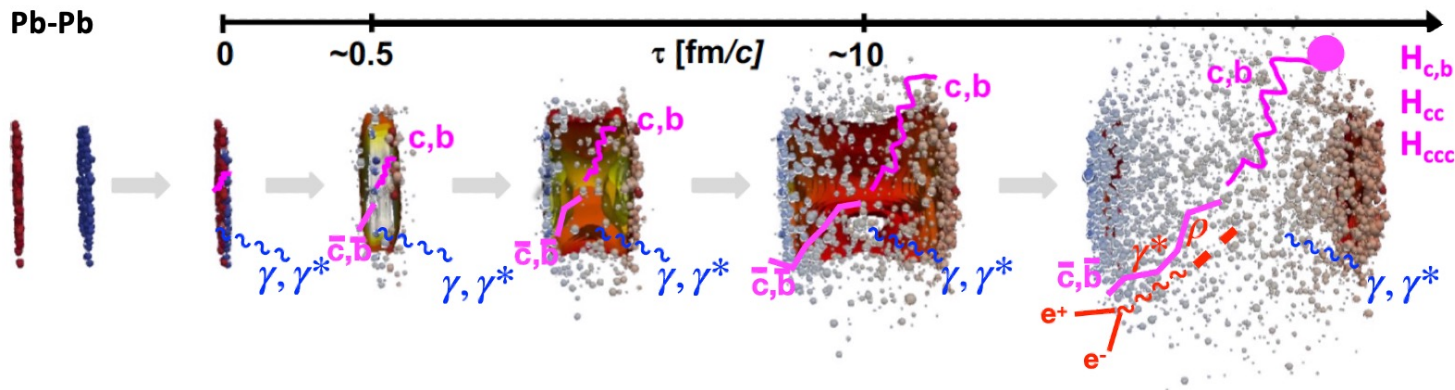 Pb-Pb
0
~0.5
τ [fm/c]
~10
c,b
c,b
c,b
H_c,b
H_cc
H_ccc
c̄,b̄
c̄,b̄
c̄,b̄
c̄,b̄
γ, γ*
γ, γ*
γ, γ*
γ, γ*
γ, γ*
γ*
ρ
e⁺
e⁻